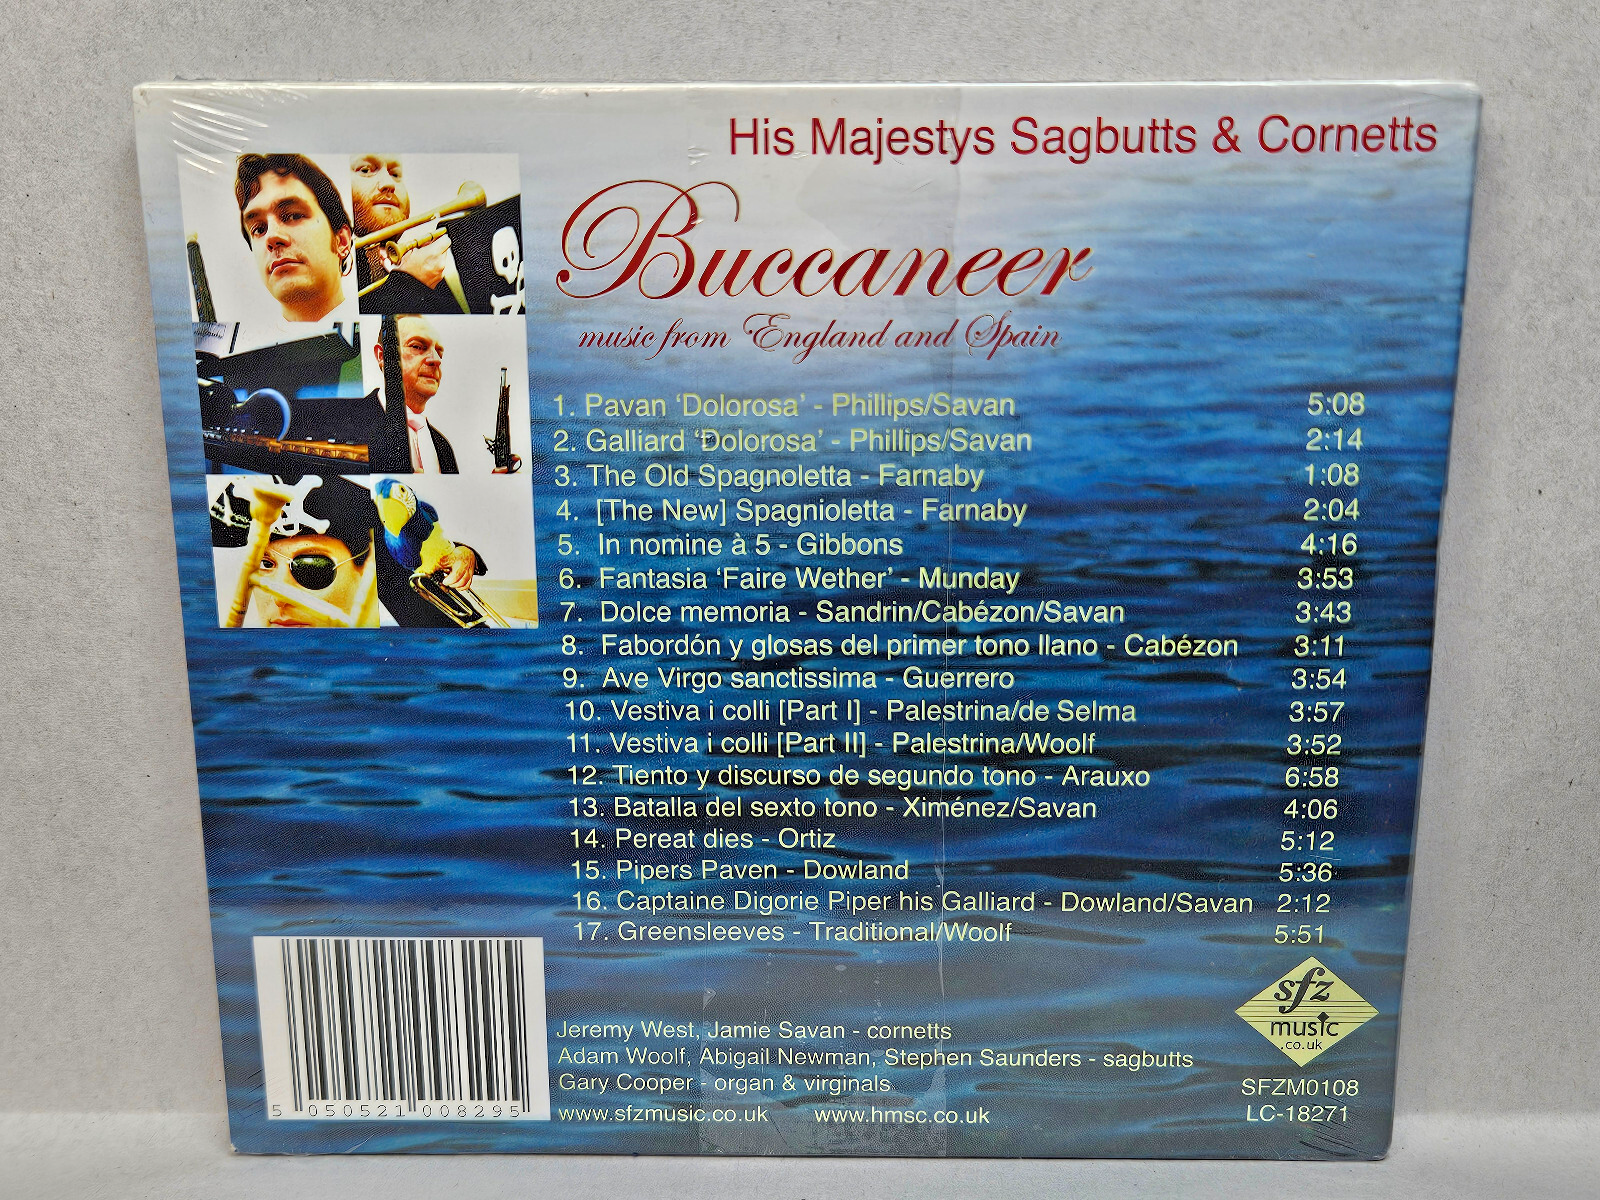 His Majestys Sagbutts & Cornetts
Buccaneer
music from England and Spain
1. Pavan ‘Dolorosa’ - Phillips/Savan 5:08
2. Galliard ‘Dolorosa’ - Phillips/Savan 2:14
3. The Old Spagnoletta - Farnaby 1:08
4. [The New] Spagnioletta - Farnaby 2:04
5. In nomine à 5 - Gibbons 4:16
6. Fantasia ‘Faire Wether’ - Munday 3:53
7. Dolce memoria - Sandrin/Cabézon/Savan 3:43
8. Fabordón y glosas del primer tono llano - Cabézon 3:11
9. Ave Virgo sanctissima - Guerrero 3:54
10. Vestiva i colli [Part I] - Palestrina/de Selma 3:57
11. Vestiva i colli [Part II] - Palestrina/Woolf 3:52
12. Tiento y discurso de segundo tono - Arauxo 6:58
13. Batalla del sexto tono - Ximénez/Savan 4:06
14. Pereat dies - Ortiz 5:12
15. Pipers Paven - Dowland 5:36
16. Captaine Digorie Piper his Galliard - Dowland/Savan 2:12
17. Greensleeves - Traditional/Woolf 5:51
Jeremy West, Jamie Savan - cornetts
Adam Woolf, Abigail Newman, Stephen Saunders - sagbutts
Gary Cooper - organ & virginals
www.sfzmusic.co.uk www.hmsc.co.uk
5 050521 008295
sfz
music
.co.uk
SFZM0108
LC-18271